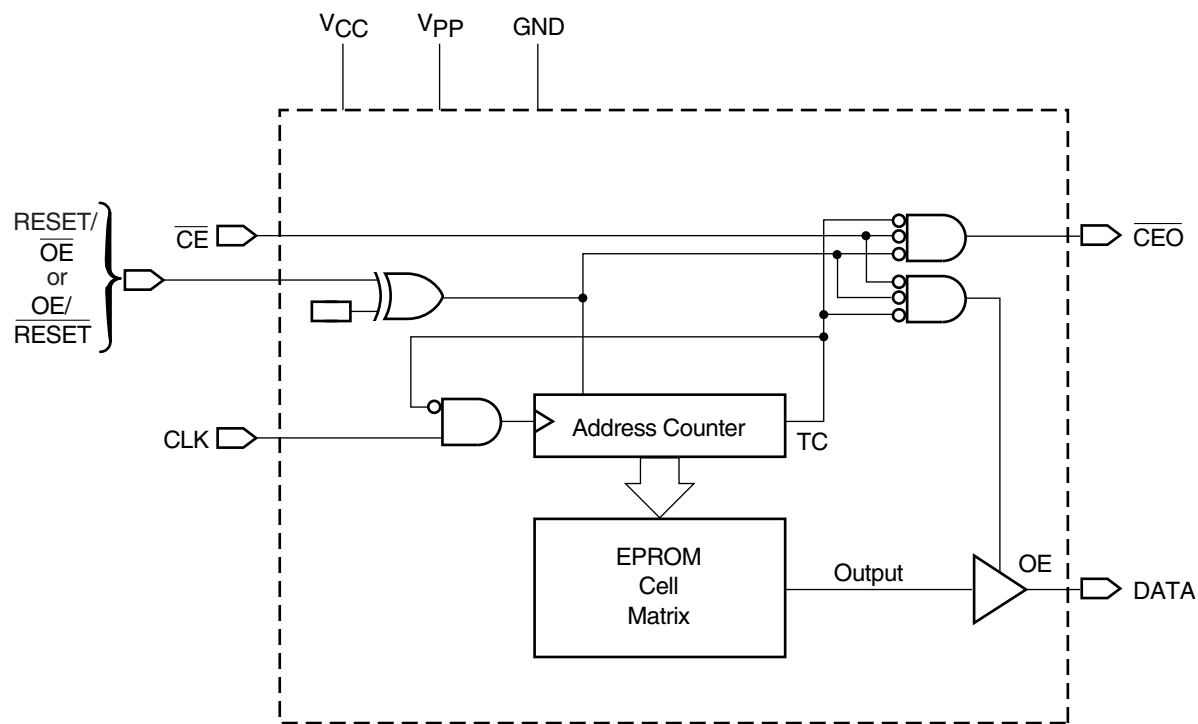 VCC VPP GND
RESET/
OE
or
OE/
RESET
CE
CEO
CLK
Address Counter
TC
EPROM
Cell
Matrix
Output
OE
DATA